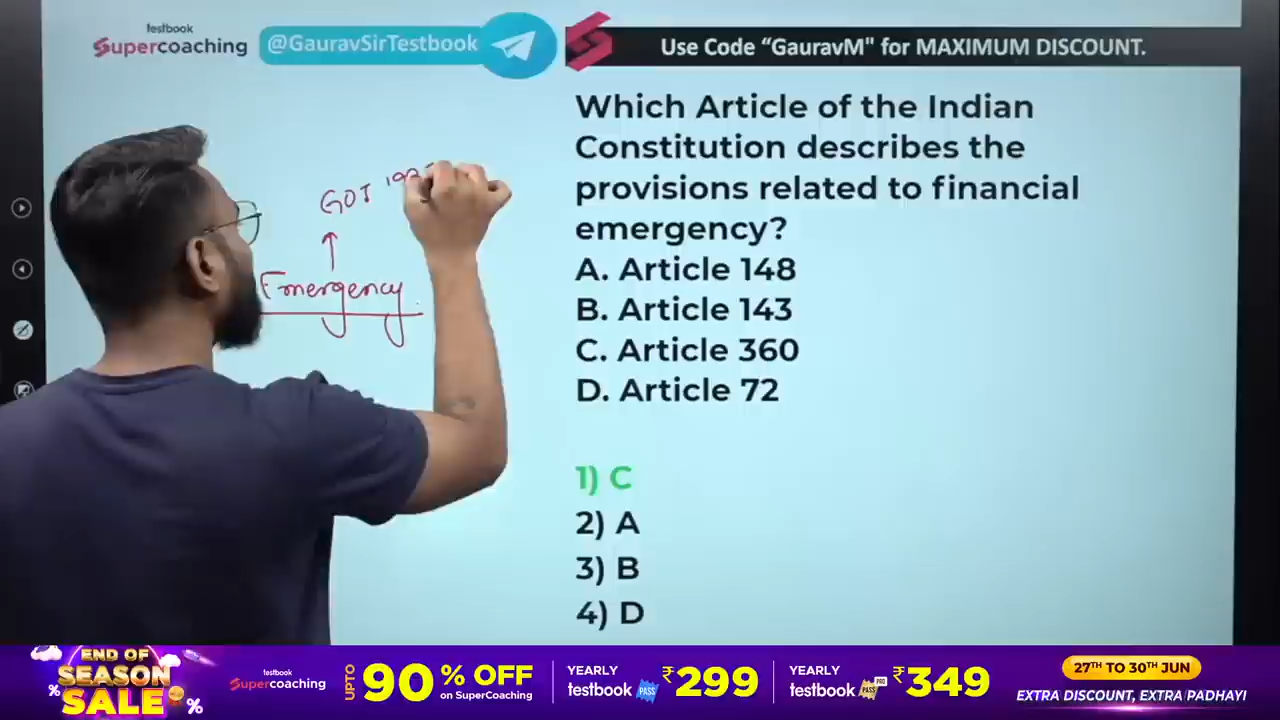 testbook
Supercoaching
@GauravSirTestbook
Use Code “GauravM" for MAXIMUM DISCOUNT.
Which Article of the Indian
Constitution describes the
provisions related to financial
emergency?
A. Article 148
B. Article 143
C. Article 360
D. Article 72
1) C
2) A
3) B
4) D
Emergency
END OF
SEASON
SALE
%
%
testbook
Supercoaching
UPTO 90% OFF
on SuperCoaching
YEARLY
testbook PASS ₹299
YEARLY
testbook PASS PRO ₹349
27TH TO 30TH JUN
EXTRA DISCOUNT, EXTRA PADHAYI